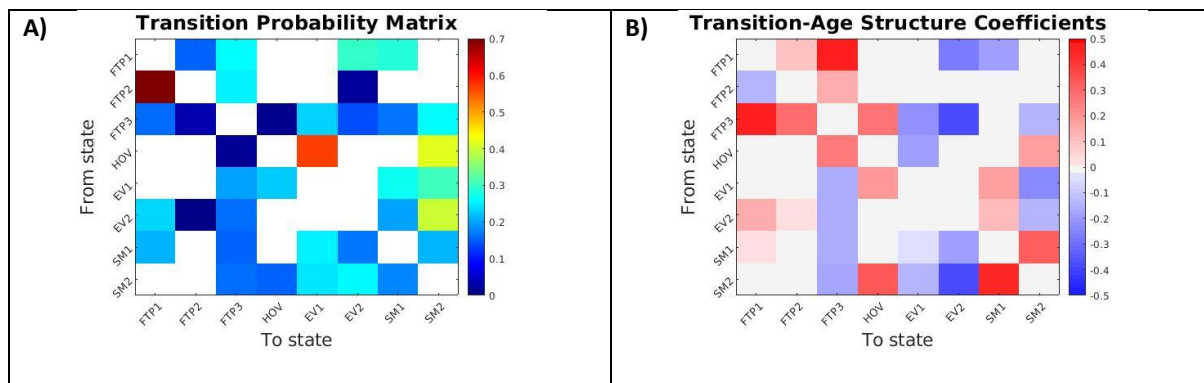 A)
Transition Probability Matrix
From state
FTP1
FTP2
FTP3
HOV
EV1
EV2
SM1
SM2
FTP1 FTP2 FTP3 HOV EV1 EV2 SM1 SM2
To state
0.7
0.6
0.5
0.4
0.3
0.2
0.1
0
B)
Transition-Age Structure Coefficients
From state
FTP1
FTP2
FTP3
HOV
EV1
EV2
SM1
SM2
FTP1 FTP2 FTP3 HOV EV1 EV2 SM1 SM2
To state
0.5
0.4
0.3
0.2
0.1
0
-0.1
-0.2
-0.3
-0.4
-0.5